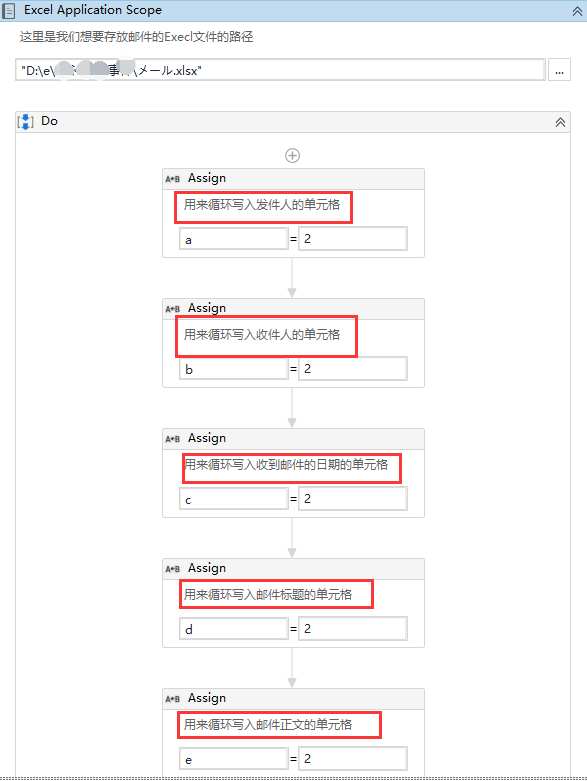 Excel Application Scope
这里是我们想要存放邮件的Execl文件的路径
"D:\e\ 事 \メール.xlsx"
...
Do
A+B Assign
用来循环写入发件人的单元格
a = 2
A+B Assign
用来循环写入收件人的单元格
b = 2
A+B Assign
用来循环写入收到邮件的日期的单元格
c = 2
A+B Assign
用来循环写入邮件标题的单元格
d = 2
A+B Assign
用来循环写入邮件正文的单元格
e = 2